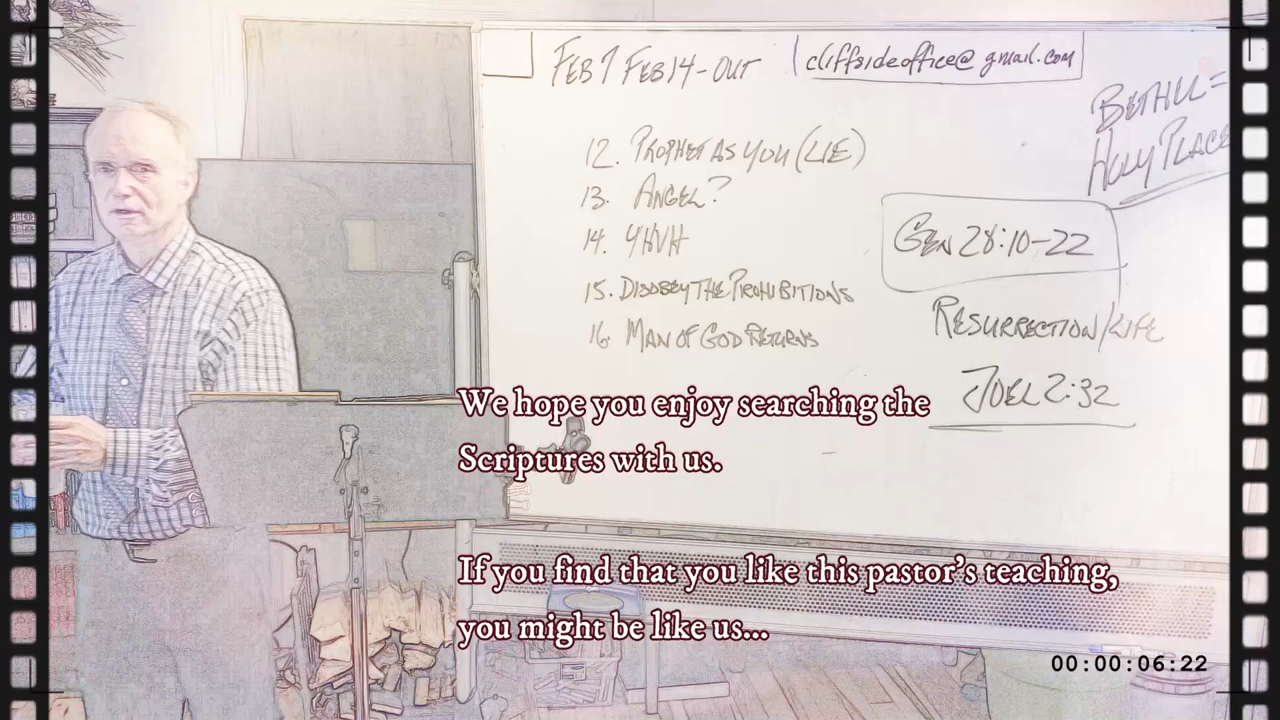 FEB 7 FEB 14-OUT
cliffsideoffice@gmail.com
BETHUL =
HOLY PLACE
12. PROPHET AS YOU (LIE)
13. ANGEL?
14. YHVH
15. DISOBEY THE PROHIBITIONS
16. MAN OF GOD RETURNS
GEN 28:10-22
RESURRECTION/LIFE
JOEL 2:32
We hope you enjoy searching the
Scriptures with us.
If you find that you like this pastor's teaching,
you might be like us...
00:00:06:22